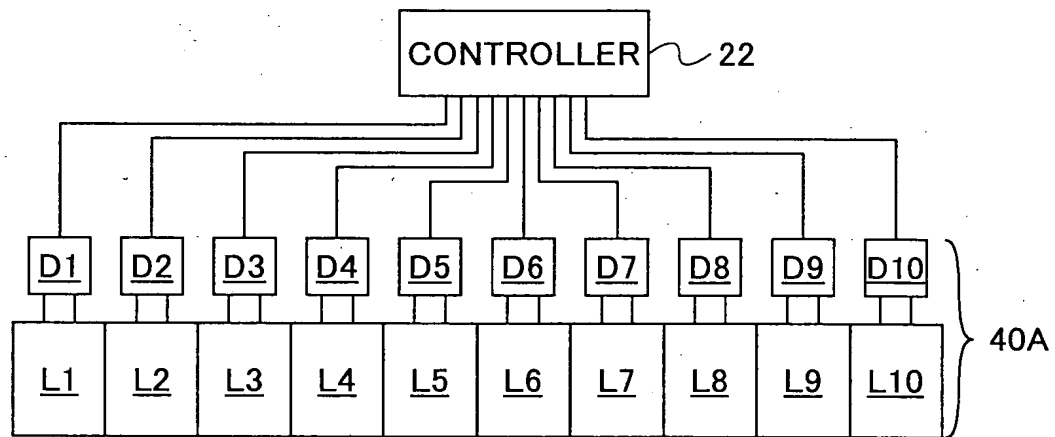 CONTROLLER 22
D1 D2 D3 D4 D5 D6 D7 D8 D9 D10
40A
L1 L2 L3 L4 L5 L6 L7 L8 L9 L10